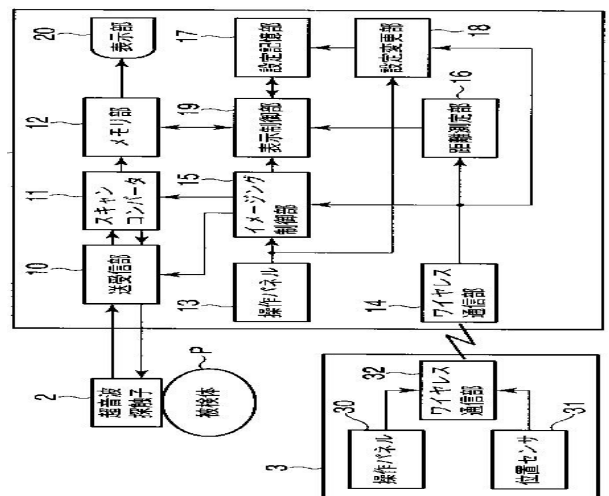 2
超音波
探触子
P
被検体
10
送受信部
11
スキャン
コンバータ
12
メモリ部
20
表示部
13
操作パネル
15
イメージング
制御部
19
表示制御部
17
設定記憶部
14
ワイヤレス
通信部
16
距離測定部
18
設定変更部
3
30
操作パネル
32
ワイヤレス
通信部
31
位置センサ